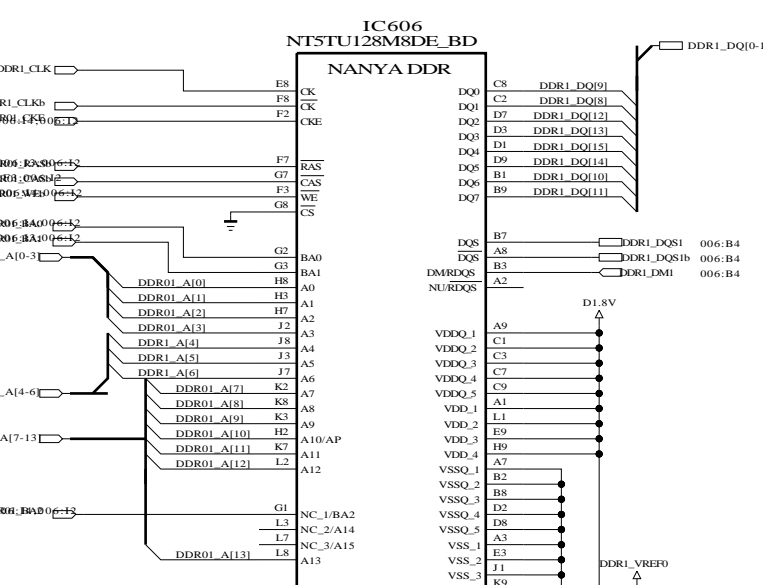 IC606
NT5TU128M8DE_BD
DDR1_DQ[0-1
NANYA DDR
DDR1_CLK
E8 CK
C8 DQ0 DDR1_DQ[9]
R1_CLKb
F8 CK
C2 DQ1 DDR1_DQ[8]
F2 CKE
D7 DQ2 DDR1_DQ[12]
D3 DQ3 DDR1_DQ[13]
D1 DQ4 DDR1_DQ[15]
F7 RAS
D9 DQ5 DDR1_DQ[14]
G7 CAS
B1 DQ6 DDR1_DQ[10]
F3 WE
B9 DQ7 DDR1_DQ[11]
G8 CS
B7 DQS DDR1_DQS1 006:B4
_A[0-3]
G2 BA0
A8 DQS DDR1_DQS1b 006:B4
G3 BA1
B3 DM/RDQS DDR1_DM1 006:B4
DDR01_A[0] H8 A0
A2 NU/RDQS
DDR01_A[1] H3 A1
D1.8V
DDR01_A[2] H7 A2
DDR01_A[3] J2 A3
A9 VDDQ_1
DDR1_A[4] J8 A4
C1 VDDQ_2
DDR1_A[5] J3 A5
C3 VDDQ_3
DDR1_A[6] J7 A6
C7 VDDQ_4
_A[4-6]
DDR01_A[7] K2 A7
C9 VDDQ_5
DDR01_A[8] K8 A8
A1 VDD_1
DDR01_A[9] K3 A9
L1 VDD_2
A[7-13]
DDR01_A[10] H2 A10/AP
E9 VDD_3
DDR01_A[11] K7 A11
H9 VDD_4
DDR01_A[12] L2 A12
A7 VSSQ_1
B2 VSSQ_2
B8 VSSQ_3
G1 NC_1/BA2
D2 VSSQ_4
L3 NC_2/A14
D8 VSSQ_5
L7 NC_3/A15
A3 VSS_1
DDR01_A[13] L8 A13
E3 VSS_2
DDR1_VREF0
J1 VSS_3
K9